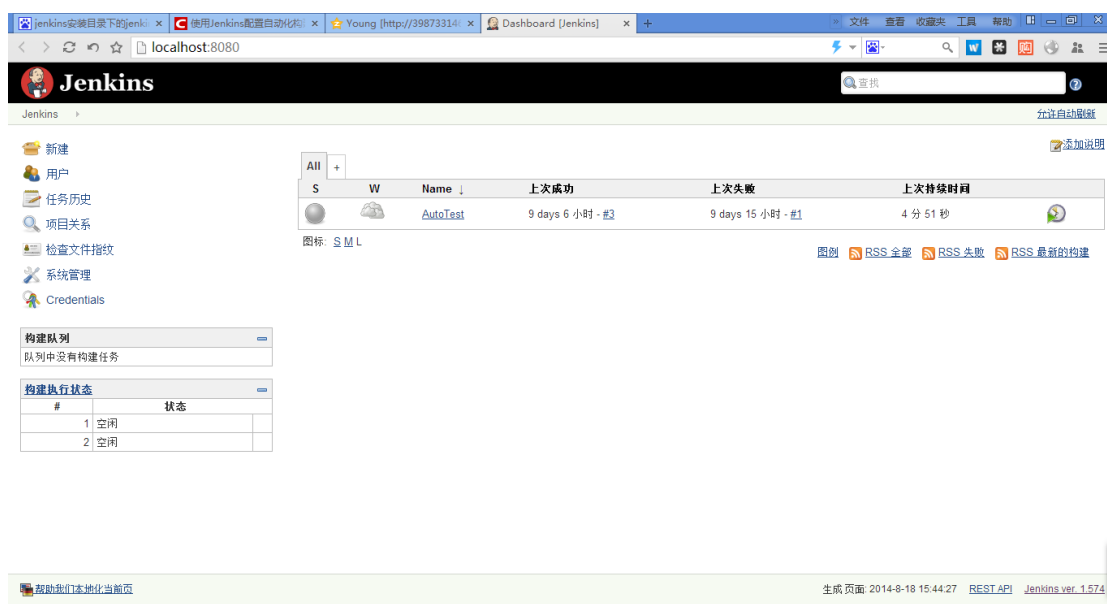 jenkins安装目录下的jenki
使用Jenkins配置自动化构
Young [http://39873314
Dashboard [Jenkins]
文件 查看 收藏夹 工具 帮助
localhost:8080
Jenkins
查找
Jenkins
允许自动刷新
新建
用户
任务历史
项目关系
检查文件指纹
系统管理
Credentials
添加说明
All +
S W Name ↓ 上次成功 上次失败 上次持续时间
AutoTest 9 days 6 小时 - #3 9 days 15 小时 - #1 4 分 51 秒
图标: S M L
图例 RSS 全部 RSS 失败 RSS 最新的构建
构建队列
队列中没有构建任务
构建执行状态
# 状态
1 空闲
2 空闲
帮助我们本地化当前页
生成页面: 2014-8-18 15:44:27 REST API Jenkins ver. 1.574